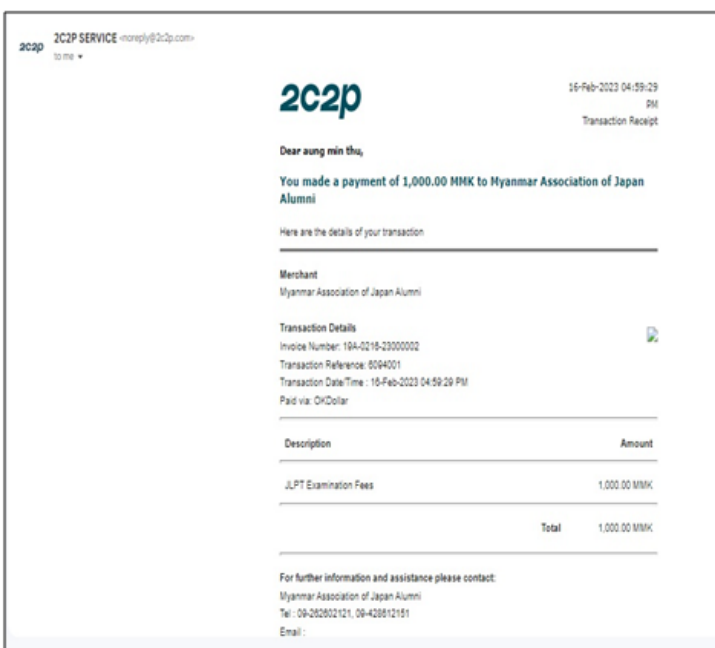 2c2p
2C2P SERVICE <noreply@2c2p.com>
to me
2c2p
16-Feb-2023 04:59:29
PM
Transaction Receipt
Dear aung min thu,
You made a payment of 1,000.00 MMK to Myanmar Association of Japan
Alumni
Here are the details of your transaction
Merchant
Myanmar Association of Japan Alumni
Transaction Details
Invoice Number: 19A-0216-23000002
Transaction Reference: 6094001
Transaction Date/Time : 16-Feb-2023 04:59:29 PM
Paid via: OKDollar
Description Amount
JLPT Examination Fees 1,000.00 MMK
Total 1,000.00 MMK
For further information and assistance please contact:
Myanmar Association of Japan Alumni
Tel : 09-262602121, 09-428612151
Email :